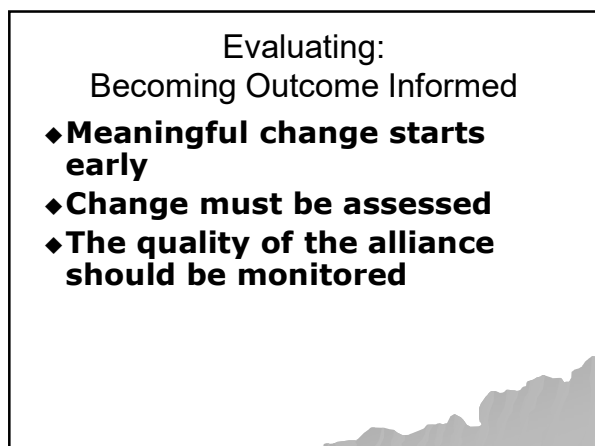 Evaluating:
Becoming Outcome Informed
◆Meaningful change starts
early
◆Change must be assessed
◆The quality of the alliance
should be monitored